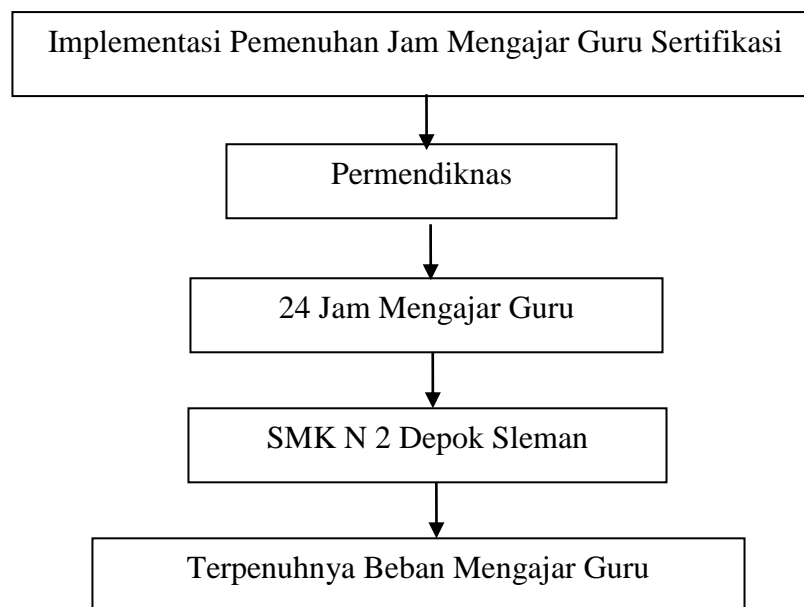 Implementasi Pemenuhan Jam Mengajar Guru Sertifikasi
Permendiknas
24 Jam Mengajar Guru
SMK N 2 Depok Sleman
Terpenuhnya Beban Mengajar Guru